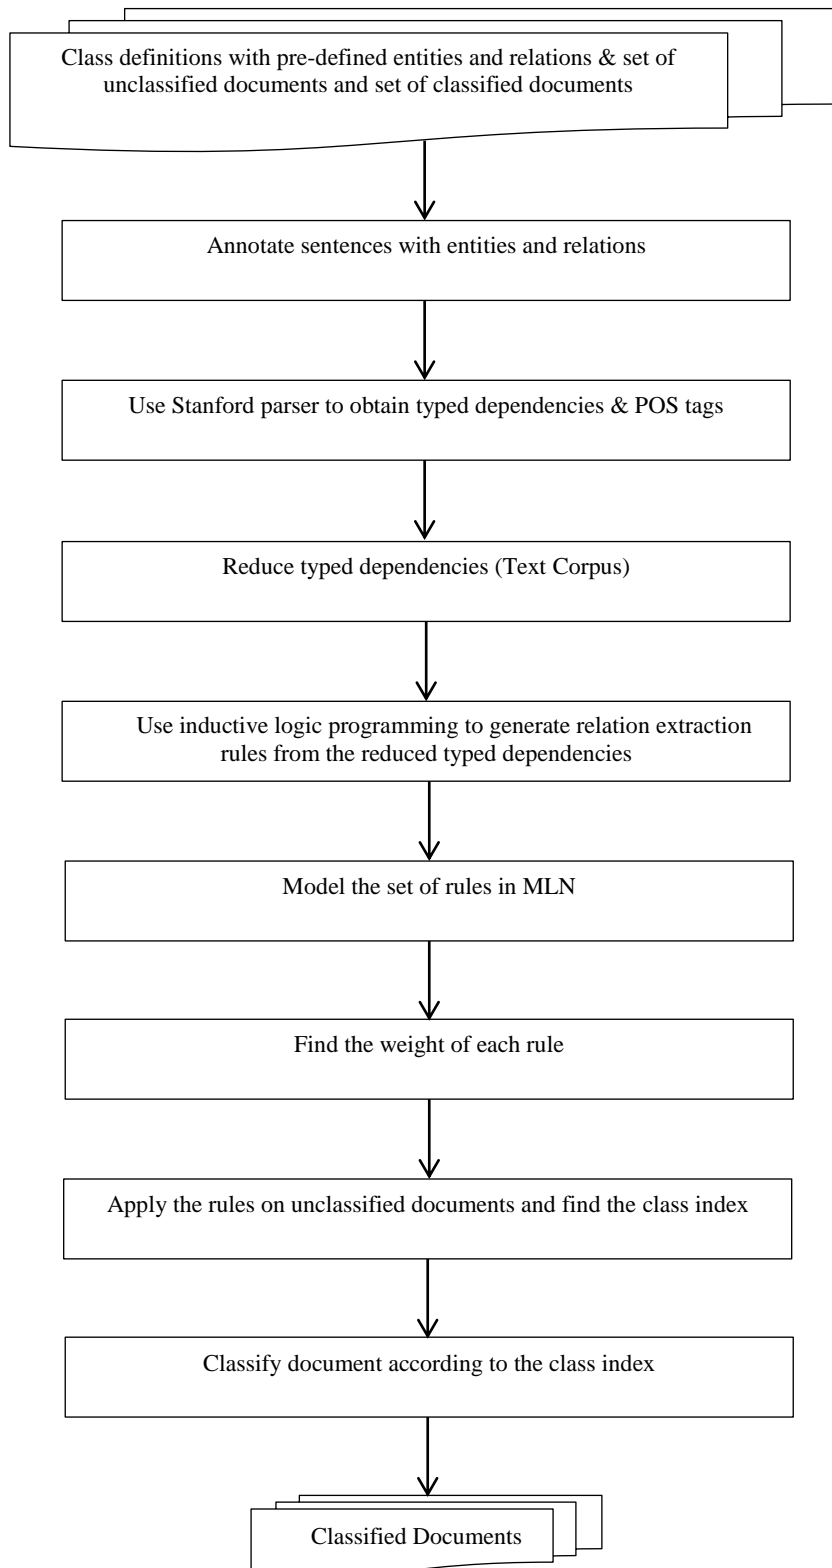 Class definitions with pre-defined entities and relations & set of
unclassified documents and set of classified documents
Annotate sentences with entities and relations
Use Stanford parser to obtain typed dependencies & POS tags
Reduce typed dependencies (Text Corpus)
Use inductive logic programming to generate relation extraction
rules from the reduced typed dependencies
Model the set of rules in MLN
Find the weight of each rule
Apply the rules on unclassified documents and find the class index
Classify document according to the class index
Classified Documents